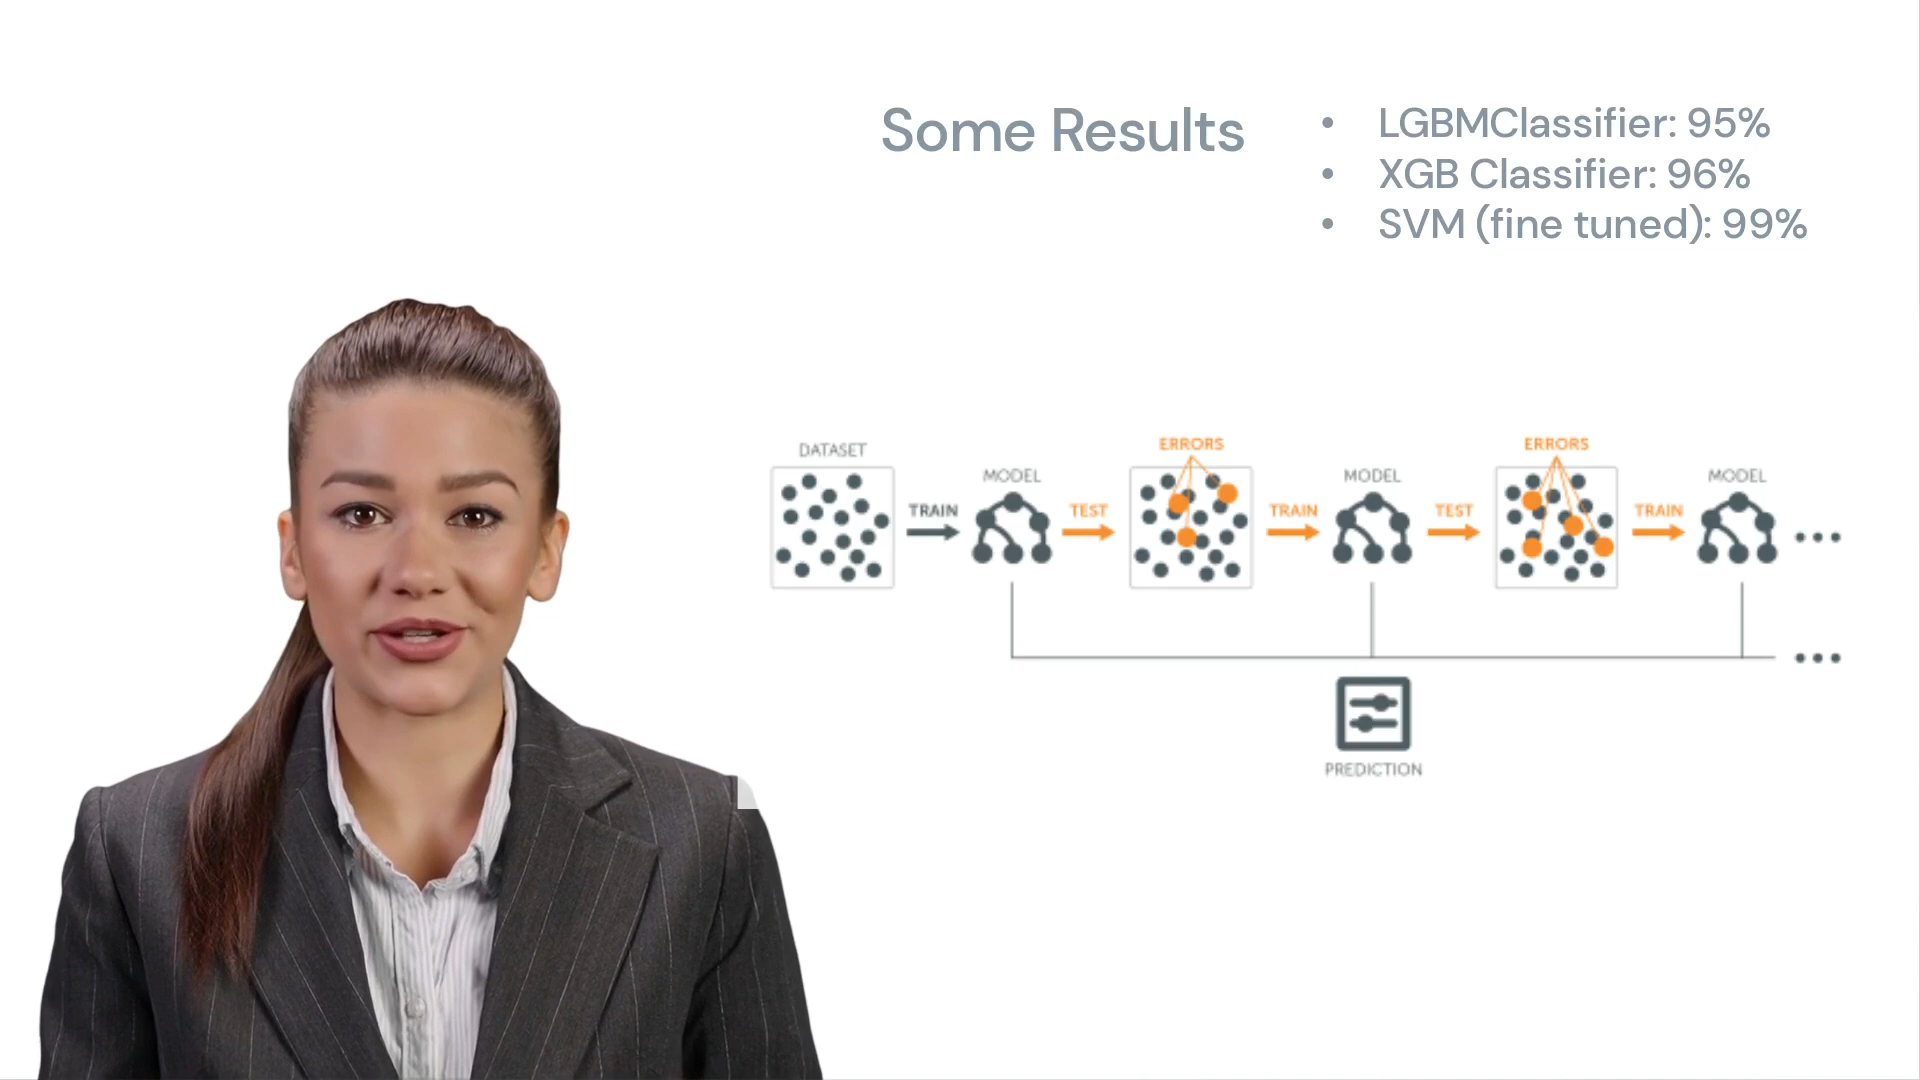 Some Results
• LGBMClassifier: 95%
• XGB Classifier: 96%
• SVM (fine tuned): 99%
DATASET
TRAIN
MODEL
TEST
ERRORS
TRAIN
MODEL
TEST
ERRORS
TRAIN
MODEL
PREDICTION